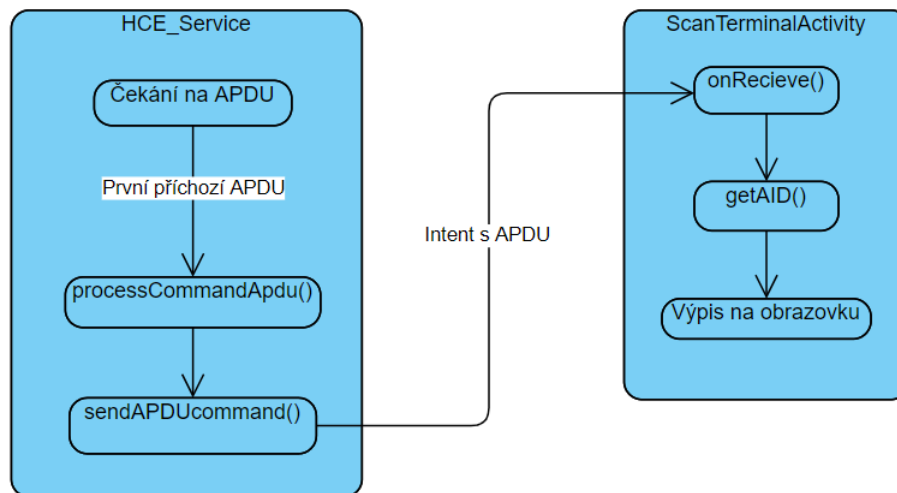 HCE_Service
Čekání na APDU
První příchozí APDU
processCommandApdu()
sendAPDUcommand()
Intent s APDU
ScanTerminalActivity
onRecieve()
getAID()
Výpis na obrazovku